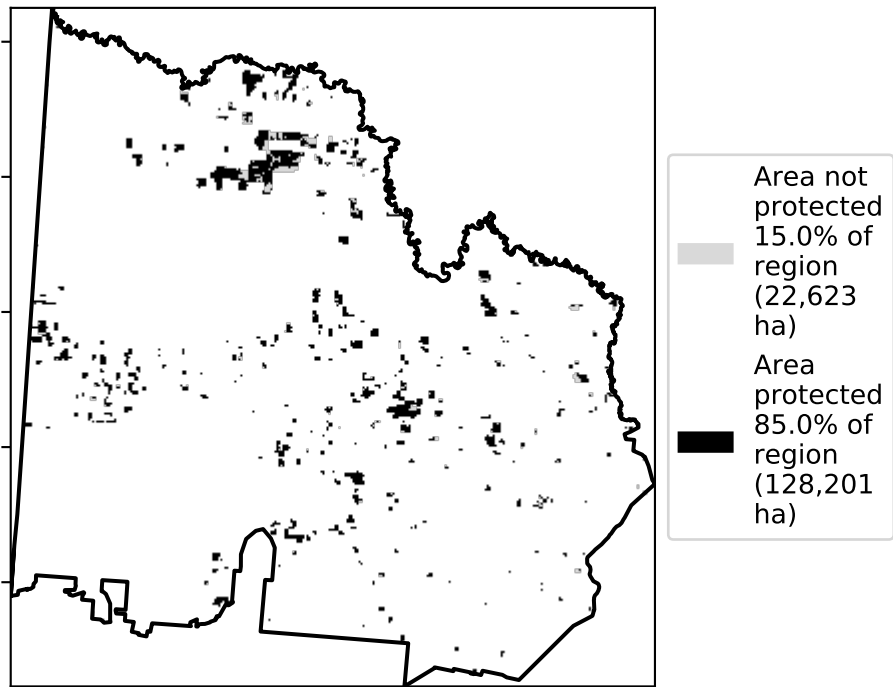 Area not
protected
15.0% of
region
(22,623
ha)
Area
protected
85.0% of
region
(128,201
ha)